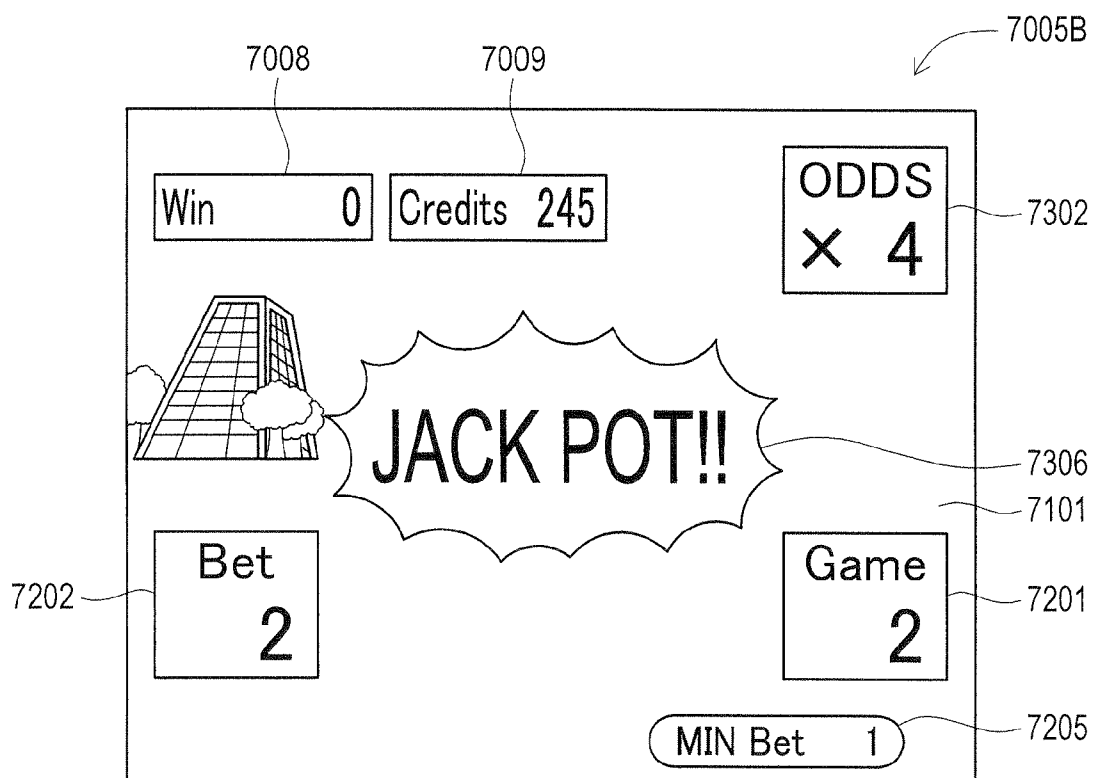 7005B
7008
7009
Win 0
Credits 245
ODDS
× 4
7302
JACK POT!!
7306
7101
Bet
2
7202
Game
2
7201
MIN Bet 1
7205